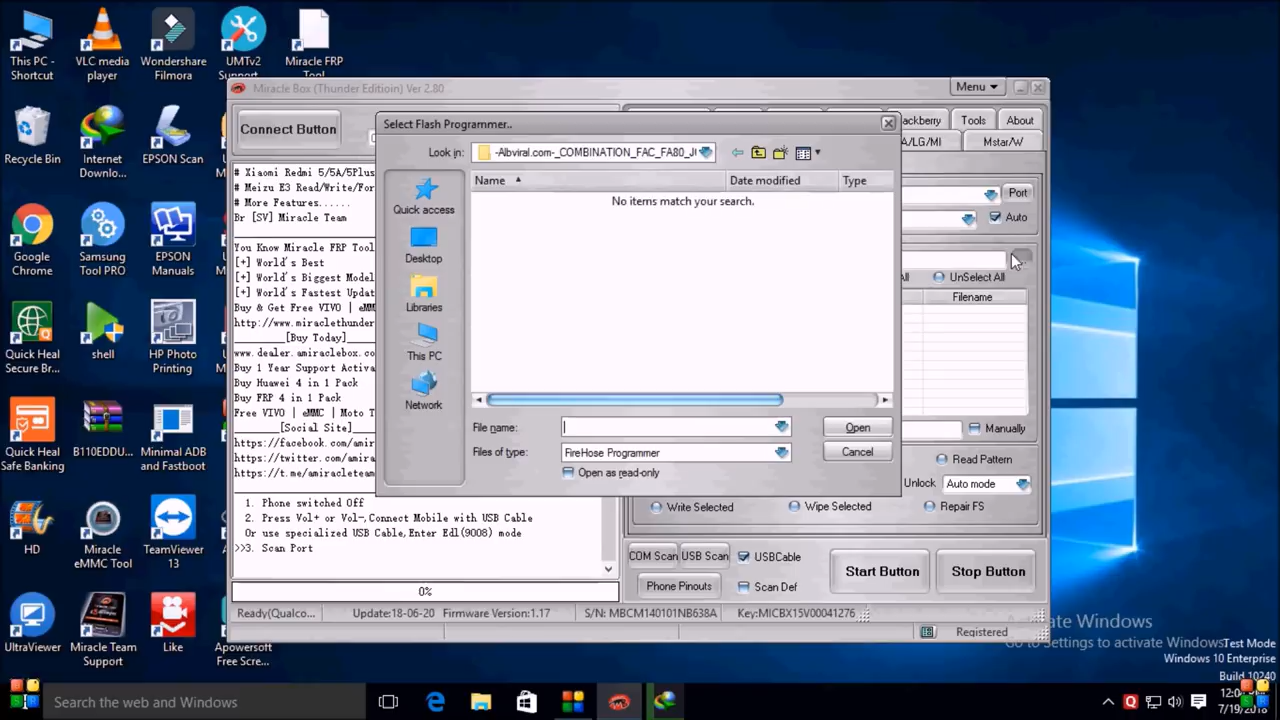 This PC -
Shortcut
VLC media
player
Wondershare
Filmora
UMTv2
Support
Miracle FRP
Tool
Recycle Bin
Internet
Downlo...
EPSON Scan
Google
Chrome
Samsung
Tool PRO
EPSON
Manuals
Quick Heal
Secure Br...
shell
HP Photo
Printing
Quick Heal
Safe Banking
B110EDDU...
Minimal ADB
and Fastboot
HD
Miracle
eMMC Tool
TeamViewer
13
UltraViewer
Miracle Team
Support
Like
Apowersoft
Free Scre...
Miracle Box (Thunder Editioin) Ver 2.80
Menu
Connect Button
ackberry
Tools
About
A/LG/MI
Mstar/W
# Xiaomi Redmi 5/5A/5Plus
# Meizu E3 Read/Write/For
# More Features......
Br [SV] Miracle Team
You Know Miracle FRP Tool
[+] World's Best
[+] World's Biggest Model
[+] World's Fastest Updat
Buy & Get Free VIVO | eMM
http://www.miraclethunder
[Buy Today]
www.dealer.amiraclebox.co
Buy 1 Year Support Activa
Buy Huawei 4 in 1 Pack
Buy FRP 4 in 1 Pack
Free VIVO | eMMC | Moto T
[Social Site]
https://facebook.com/amir
https://twitter.com/amira
https://t.me/amiracleteam
1. Phone switched Off
2. Press Vol+ or Vol-,Connect Mobile with USB Cable
Or use specialized USB Cable,Enter Edl(9008) mode
>>3. Scan Port
0%
Select Flash Programmer..
Look in:
-Albviral.com-_COMBINATION_FAC_FA80_J
Quick access
Desktop
Libraries
This PC
Network
Name
Date modified
Type
No items match your search.
File name:
Open
Files of type:
FireHose Programmer
Cancel
Open as read-only
Port
Auto
UnSelect All
Filename
Manually
Read Pattern
Unlock
Auto mode
Write Selected
Wipe Selected
Repair FS
COM Scan
USB Scan
USBCable
Phone Pinouts
Scan Def
Start Button
Stop Button
Ready(Qualco...
Update:18-06-20
Firmware Version:1.17
S/N: MBCM140101NB638A
Key:MICBX15V00041276
Registered
Activate Windows
Go to Settings to activate Windows.
Test Mode
Windows 10 Enterprise
Build 10240
Search the web and Windows
7/19/2018